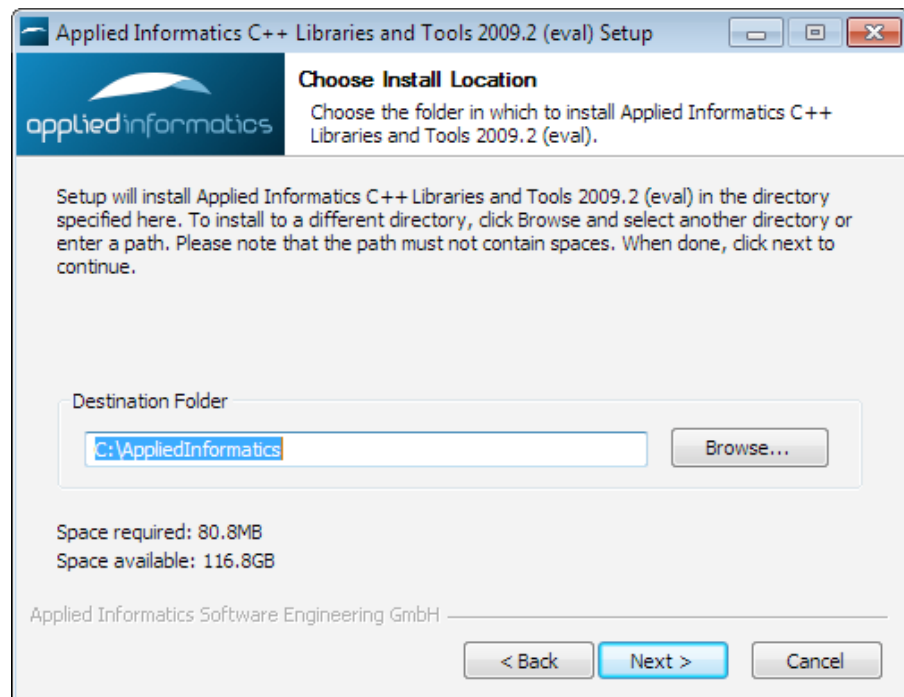 Applied Informatics C++ Libraries and Tools 2009.2 (eval) Setup
appliedinformatics
Choose Install Location
Choose the folder in which to install Applied Informatics C++
Libraries and Tools 2009.2 (eval).
Setup will install Applied Informatics C++ Libraries and Tools 2009.2 (eval) in the directory
specified here. To install to a different directory, click Browse and select another directory or
enter a path. Please note that the path must not contain spaces. When done, click next to
continue.
Destination Folder
C:\AppliedInformatics
Browse...
Space required: 80.8MB
Space available: 116.8GB
Applied Informatics Software Engineering GmbH
< Back
Next >
Cancel